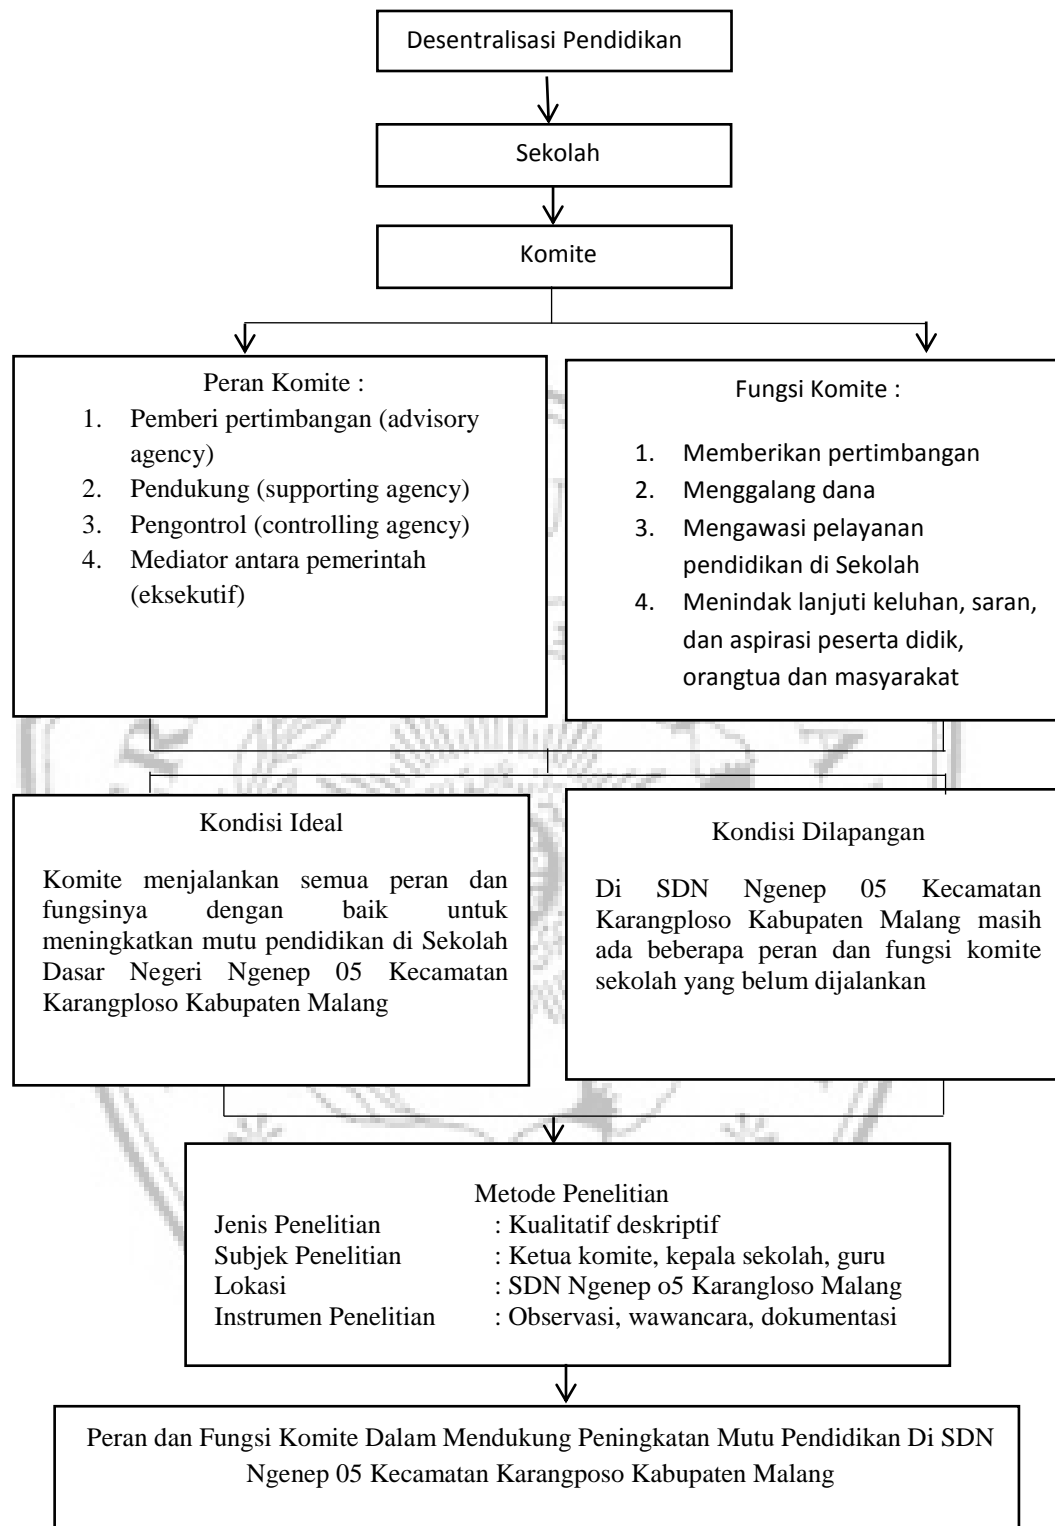 Desentralisasi Pendidikan
Sekolah
Komite
Peran Komite :
1. Pemberi pertimbangan (advisory
agency)
2. Pendukung (supporting agency)
3. Pengontrol (controlling agency)
4. Mediator antara pemerintah
(eksekutif)
Fungsi Komite :
1. Memberikan pertimbangan
2. Menggalang dana
3. Mengawasi pelayanan
pendidikan di Sekolah
4. Menindak lanjuti keluhan, saran,
dan aspirasi peserta didik,
orangtua dan masyarakat
Kondisi Ideal
Komite menjalankan semua peran dan
fungsinya dengan baik untuk
meningkatkan mutu pendidikan di Sekolah
Dasar Negeri Ngenep 05 Kecamatan
Karangploso Kabupaten Malang
Kondisi Dilapangan
Di SDN Ngenep 05 Kecamatan
Karangploso Kabupaten Malang masih
ada beberapa peran dan fungsi komite
sekolah yang belum dijalankan
Metode Penelitian
Jenis Penelitian : Kualitatif deskriptif
Subjek Penelitian : Ketua komite, kepala sekolah, guru
Lokasi : SDN Ngenep o5 Karangloso Malang
Instrumen Penelitian : Observasi, wawancara, dokumentasi
Peran dan Fungsi Komite Dalam Mendukung Peningkatan Mutu Pendidikan Di SDN
Ngenep 05 Kecamatan Karangposo Kabupaten Malang